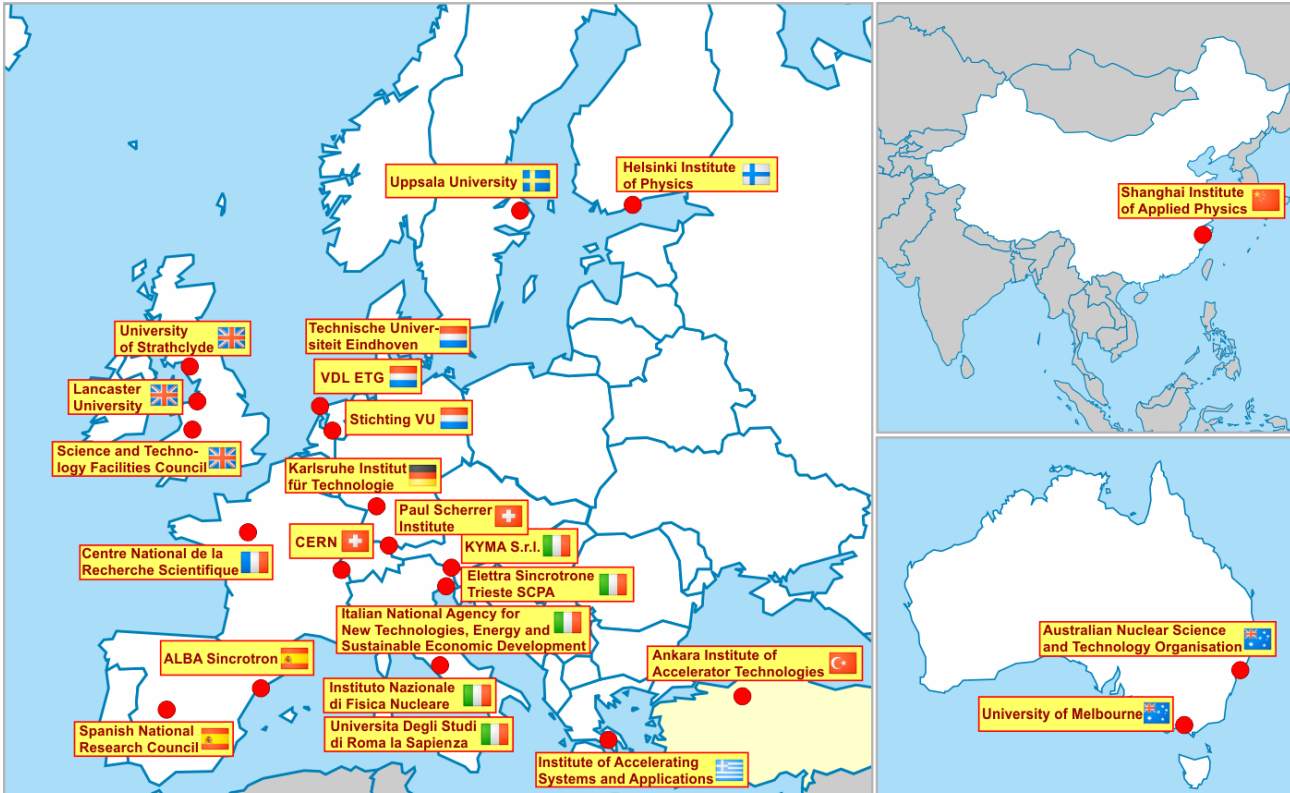 Uppsala University
Helsinki Institute
of Physics
University
of Strathclyde
Lancaster
University
Science and Techno-
logy Facilities Council
Technische Univer-
siteit Eindhoven
VDL ETG
Stichting VU
Karlsruhe Institut
für Technologie
Paul Scherrer
Institute
CERN
KYMA S.r.l.
Centre National de la
Recherche Scientifique
Elettra Sincrotrone
Trieste SCPA
Italian National Agency for
New Technologies, Energy and
Sustainable Economic Development
ALBA Sincrotron
Instituto Nazionale
di Fisica Nucleare
Spanish National
Research Council
Universita Degli Studi
di Roma la Sapienza
Ankara Institute of
Accelerator Technologies
Institute of Accelerating
Systems and Applications
Shanghai Institute
of Applied Physics
Australian Nuclear Science
and Technology Organisation
University of Melbourne